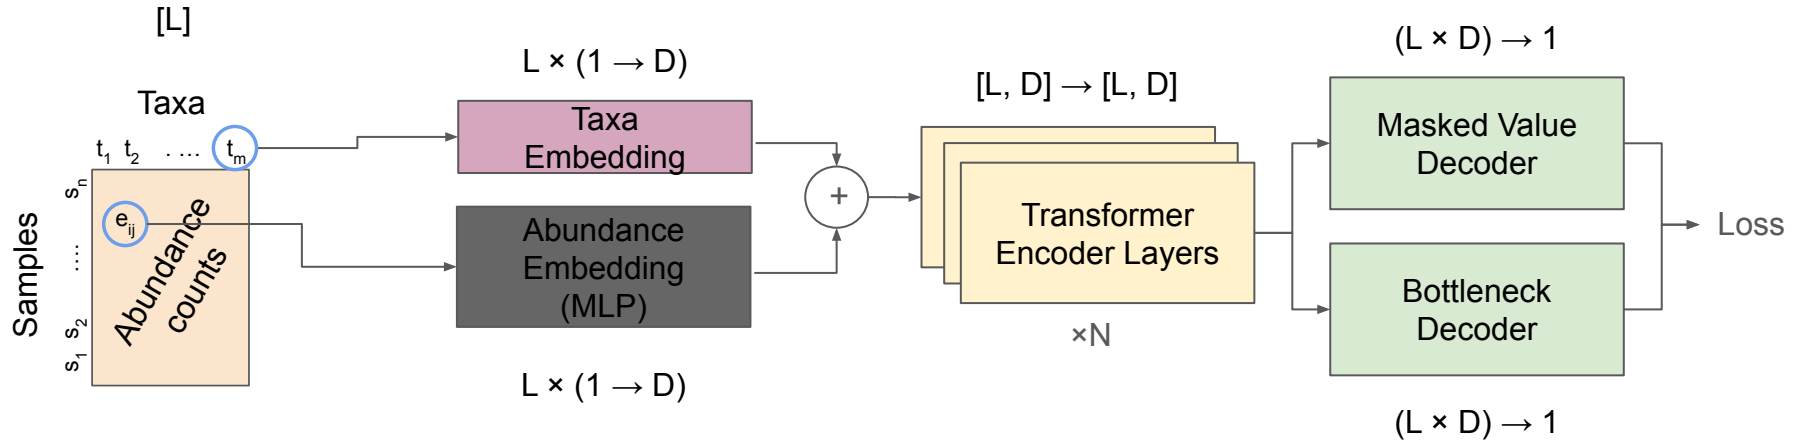 [L]
Taxa
t1 t2 . … tm
Samples
sn
….
s2
s1
eij
Abundance
counts
L × (1 → D)
Taxa
Embedding
Abundance
Embedding
(MLP)
L × (1 → D)
+
[L, D] → [L, D]
Transformer
Encoder Layers
×N
(L × D) → 1
Masked Value
Decoder
Bottleneck
Decoder
(L × D) → 1
Loss